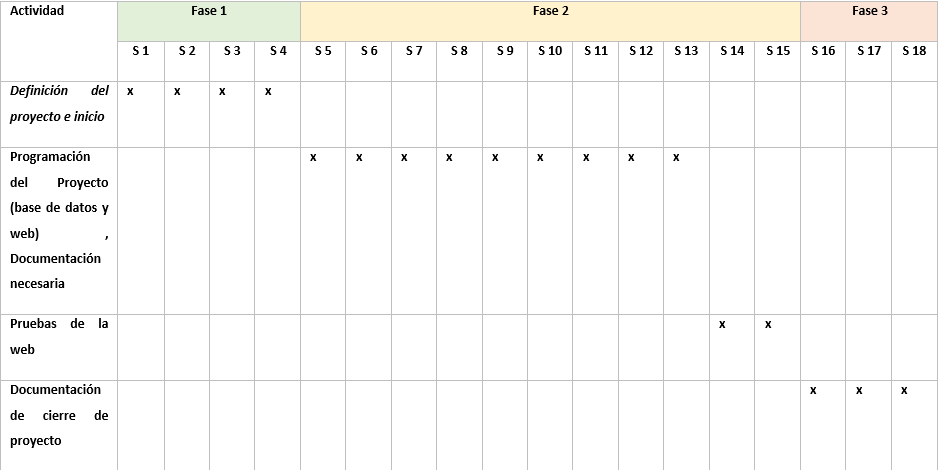 Actividad Fase 1 Fase 2 Fase 3
S 1 S 2 S 3 S 4 S 5 S 6 S 7 S 8 S 9 S 10 S 11 S 12 S 13 S 14 S 15 S 16 S 17 S 18
Definición del x x x x
proyecto e inicio
Programación x x x x x x x x x
del Proyecto
(base de datos y
web) ,
Documentación
necesaria
Pruebas de la x x
web
Documentación x x x
de cierre de
proyecto